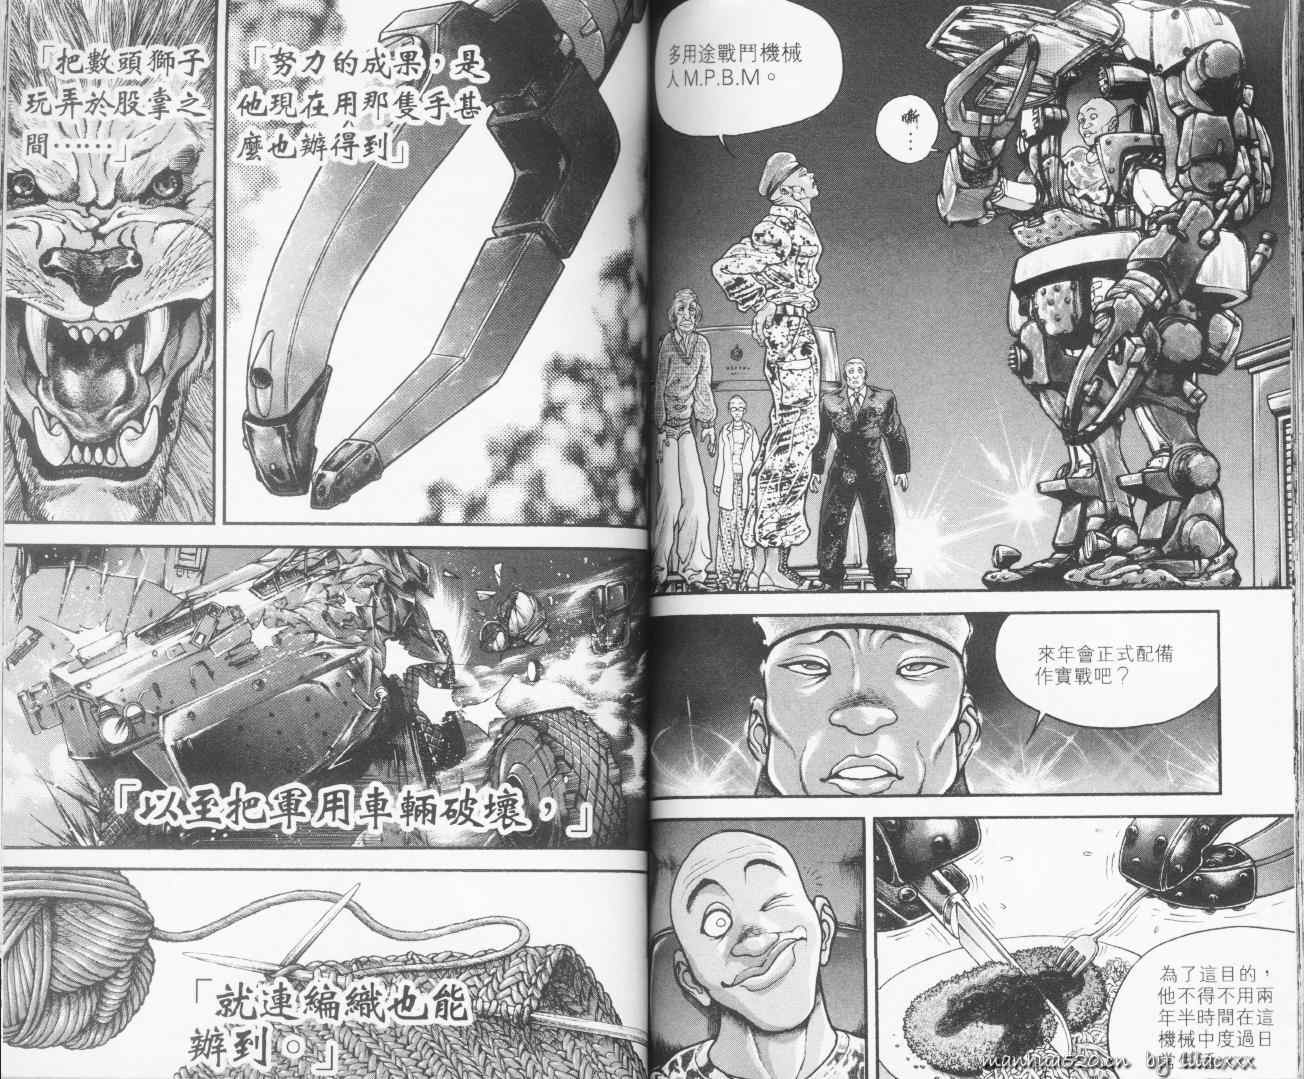 多用途戰鬥機械
人M.P.B.M。
來年會正式配備
作實戰吧？
為了這目的，
他不得不用兩
年半時間在這
機械中度過日
「努力的成果，是
他現在用那隻手甚
麼也辦得到」
「把數頭獅子
玩弄於股掌之
間……」
「以至把軍用車輛破壞，」
「就連編織也能
辦到。」
manhua520.cn by lilacxxx